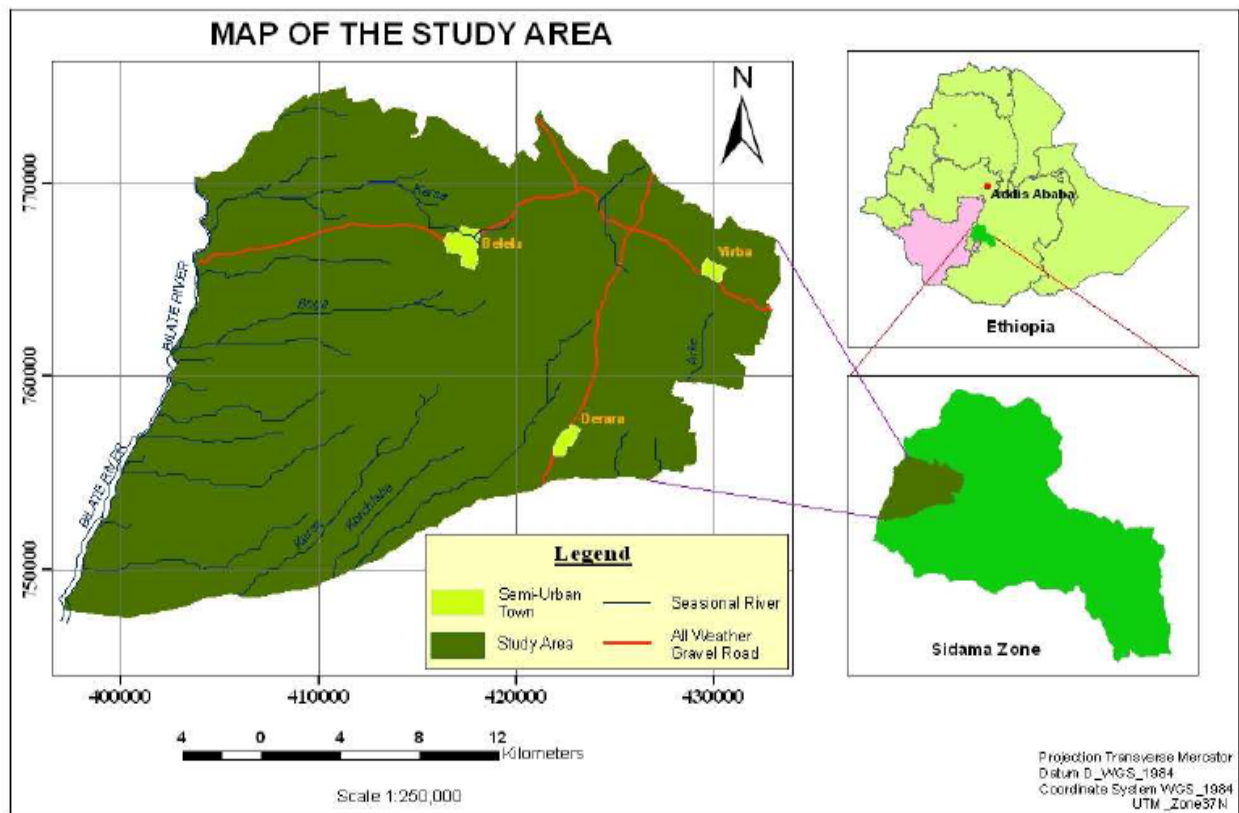 MAP OF THE STUDY AREA
N
770000
760000
750000
Karsa
Belela
Yirba
BILATE RIVER
Derara
BILATE RIVER
Legend
Semi-Urban
Town
Seasonal River
Study Area
All Weather
Gravel Road
400000
410000
420000
430000
4
0
4
8
12
Kilometers
Scale 1:250,000
Addis Ababa
Ethiopia
Sidama Zone
Projection Transverse Mercator
Datum D_WGS_1984
Coordinate System WGS_1984
UTM_Zone37N